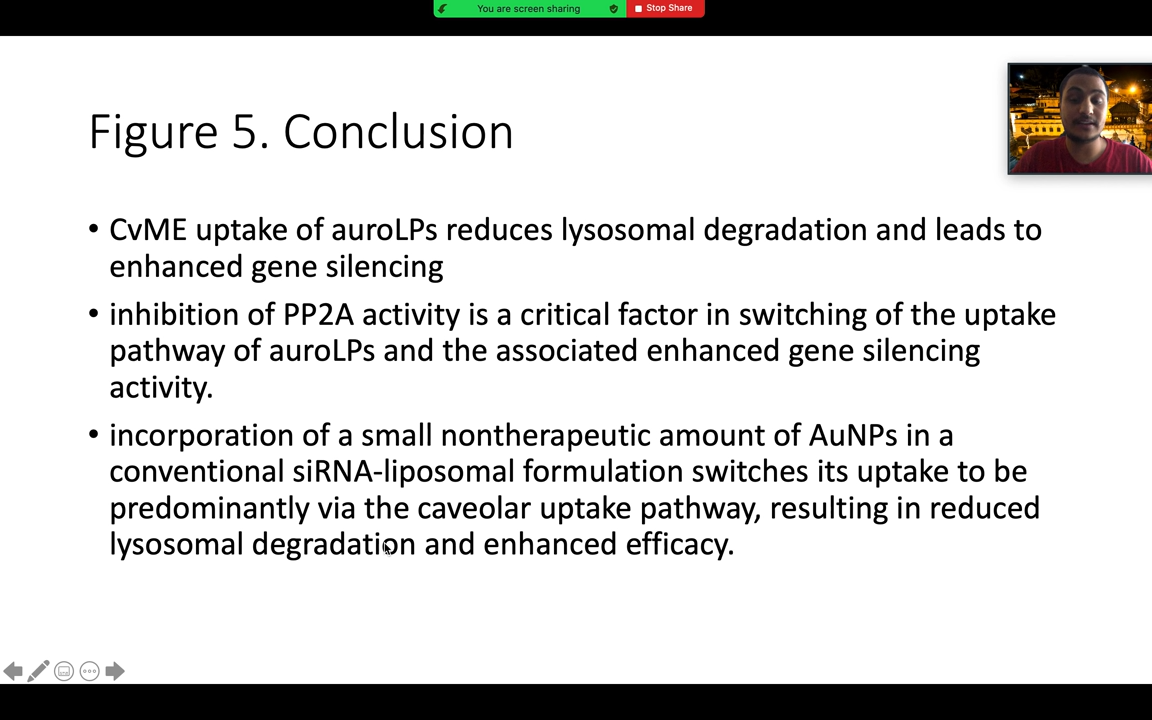 You are screen sharing
Stop Share
Figure 5. Conclusion
• CvME uptake of auroLPs reduces lysosomal degradation and leads to
enhanced gene silencing
• inhibition of PP2A activity is a critical factor in switching of the uptake
pathway of auroLPs and the associated enhanced gene silencing
activity.
• incorporation of a small nontherapeutic amount of AuNPs in a
conventional siRNA-liposomal formulation switches its uptake to be
predominantly via the caveolar uptake pathway, resulting in reduced
lysosomal degradation and enhanced efficacy.